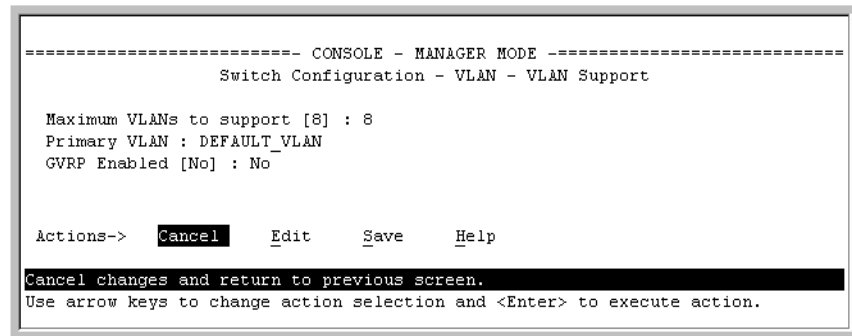 ===========================- CONSOLE - MANAGER MODE -============================
Switch Configuration - VLAN - VLAN Support
Maximum VLANs to support [8] : 8
Primary VLAN : DEFAULT_VLAN
GVRP Enabled [No] : No
Actions-> Cancel Edit Save Help
Cancel changes and return to previous screen.
Use arrow keys to change action selection and <Enter> to execute action.